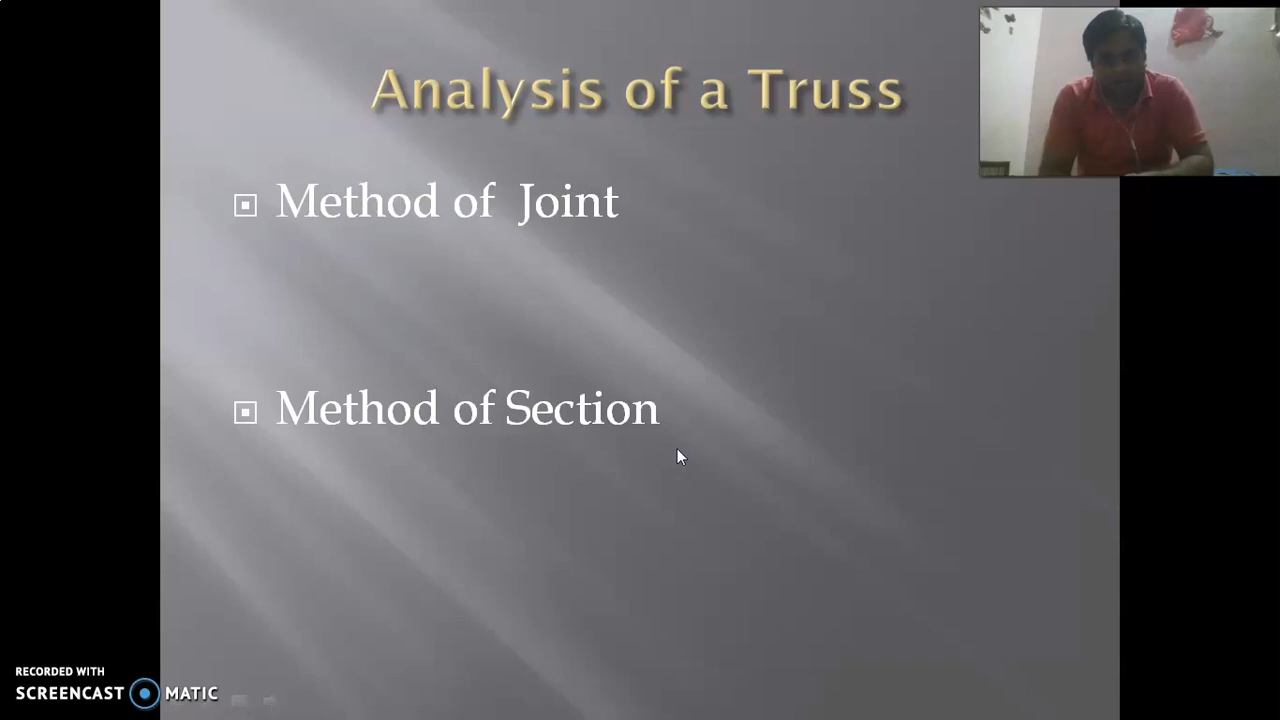 Analysis of a Truss
Method of Joint
Method of Section
RECORDED WITH
SCREENCAST MATIC